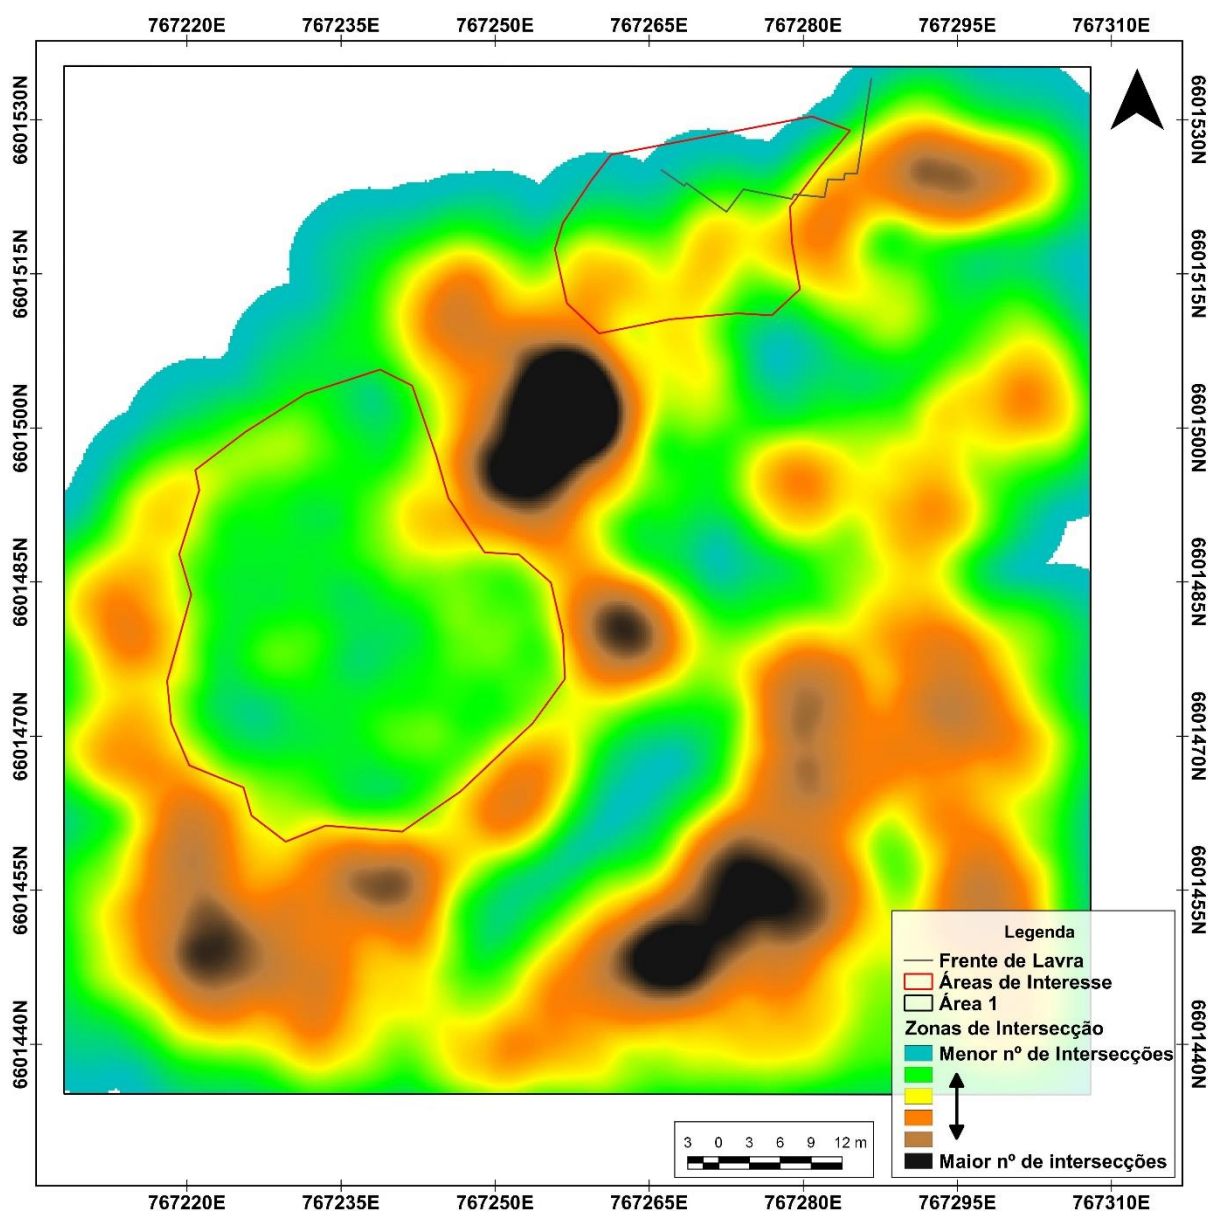 767220E 767235E 767250E 767265E 767280E 767295E 767310E
6601530N 6601530N
6601515N 6601515N
6601500N 6601500N
6601485N 6601485N
6601470N 6601470N
6601455N 6601455N
6601440N 6601440N
Legenda
Frente de Lavra
Áreas de Interesse
Área 1
Zonas de Intersecção
Menor nº de Intersecções
Maior nº de intersecções
3 0 3 6 9 12 m
767220E 767235E 767250E 767265E 767280E 767295E 767310E